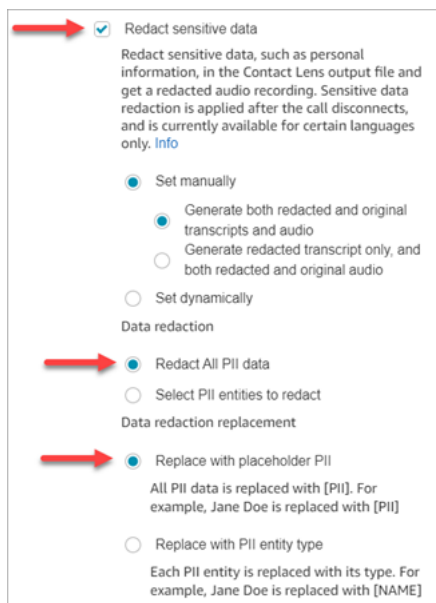 Redact sensitive data
Redact sensitive data, such as personal
information, in the Contact Lens output file and
get a redacted audio recording. Sensitive data
redaction is applied after the call disconnects,
and is currently available for certain languages
only. Info
Set manually
Generate both redacted and original
transcripts and audio
Generate redacted transcript only, and
both redacted and original audio
Set dynamically
Data redaction
Redact All PII data
Select PII entities to redact
Data redaction replacement
Replace with placeholder PII
All PII data is replaced with [PII]. For
example, Jane Doe is replaced with [PII]
Replace with PII entity type
Each PII entity is replaced with its type. For
example, Jane Doe is replaced with [NAME]